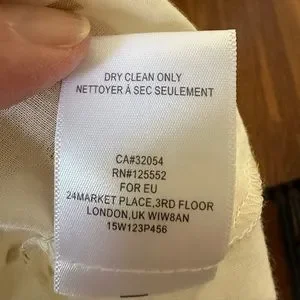 DRY CLEAN ONLY
NETTOYER À SEC SEULEMENT
CA#32054
RN#125552
FOR EU
24MARKET PLACE,3RD FLOOR
LONDON,UK WIW8AN
15W123P456